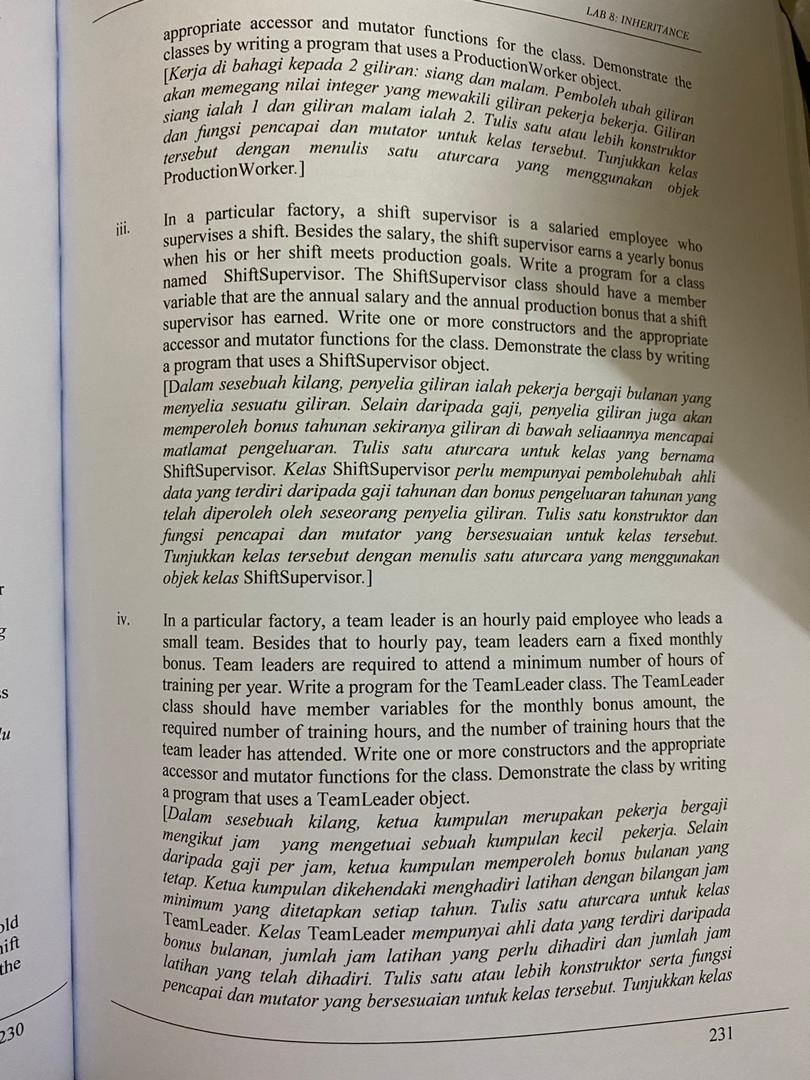 LAB 8: INHERITANCE
appropriate accessor and mutator functions for the class. Demonstrate the
classes by writing a program that uses a ProductionWorker object.
[Kerja di bahagi kepada 2 giliran: siang dan malam. Pemboleh ubah giliran
akan memegang nilai integer yang mewakili giliran pekerja bekerja. Giliran
siang ialah 1 dan giliran malam ialah 2. Tulis satu atau lebih konstruktor
dan fungsi pencapai dan mutator untuk kelas tersebut. Tunjukkan kelas
tersebut dengan menulis satu aturcara yang menggunakan objek
ProductionWorker.]
iii. In a particular factory, a shift supervisor is a salaried employee who
supervises a shift. Besides the salary, the shift supervisor earns a yearly bonus
when his or her shift meets production goals. Write a program for a class
named ShiftSupervisor. The ShiftSupervisor class should have a member
variable that are the annual salary and the annual production bonus that a shift
supervisor has earned. Write one or more constructors and the appropriate
accessor and mutator functions for the class. Demonstrate the class by writing
a program that uses a ShiftSupervisor object.
[Dalam sesebuah kilang, penyelia giliran ialah pekerja bergaji bulanan yang
menyelia sesuatu giliran. Selain daripada gaji, penyelia giliran juga akan
memperoleh bonus tahunan sekiranya giliran di bawah seliaannya mencapai
matlamat pengeluaran. Tulis satu aturcara untuk kelas yang bernama
ShiftSupervisor. Kelas ShiftSupervisor perlu mempunyai pembolehubah ahli
data yang terdiri daripada gaji tahunan dan bonus pengeluaran tahunan yang
telah diperoleh oleh seseorang penyelia giliran. Tulis satu konstruktor dan
fungsi pencapai dan mutator yang bersesuaian untuk kelas tersebut.
Tunjukkan kelas tersebut dengan menulis satu aturcara yang menggunakan
objek kelas ShiftSupervisor.]
iv. In a particular factory, a team leader is an hourly paid employee who leads a
small team. Besides that to hourly pay, team leaders earn a fixed monthly
bonus. Team leaders are required to attend a minimum number of hours of
training per year. Write a program for the TeamLeader class. The TeamLeader
class should have member variables for the monthly bonus amount, the
required number of training hours, and the number of training hours that the
team leader has attended. Write one or more constructors and the appropriate
accessor and mutator functions for the class. Demonstrate the class by writing
a program that uses a TeamLeader object.
[Dalam sesebuah kilang, ketua kumpulan merupakan pekerja bergaji
mengikut jam yang mengetuai sebuah kumpulan kecil pekerja. Selain
daripada gaji per jam, ketua kumpulan memperoleh bonus bulanan yang
tetap. Ketua kumpulan dikehendaki menghadiri latihan dengan bilangan jam
minimum yang ditetapkan setiap tahun. Tulis satu aturcara untuk kelas
TeamLeader. Kelas TeamLeader mempunyai ahli data yang terdiri daripada
bonus bulanan, jumlah jam latihan yang perlu dihadiri dan jumlah jam
latihan yang telah dihadiri. Tulis satu atau lebih konstruktor serta fungsi
pencapai dan mutator yang bersesuaian untuk kelas tersebut. Tunjukkan kelas
231
the
230